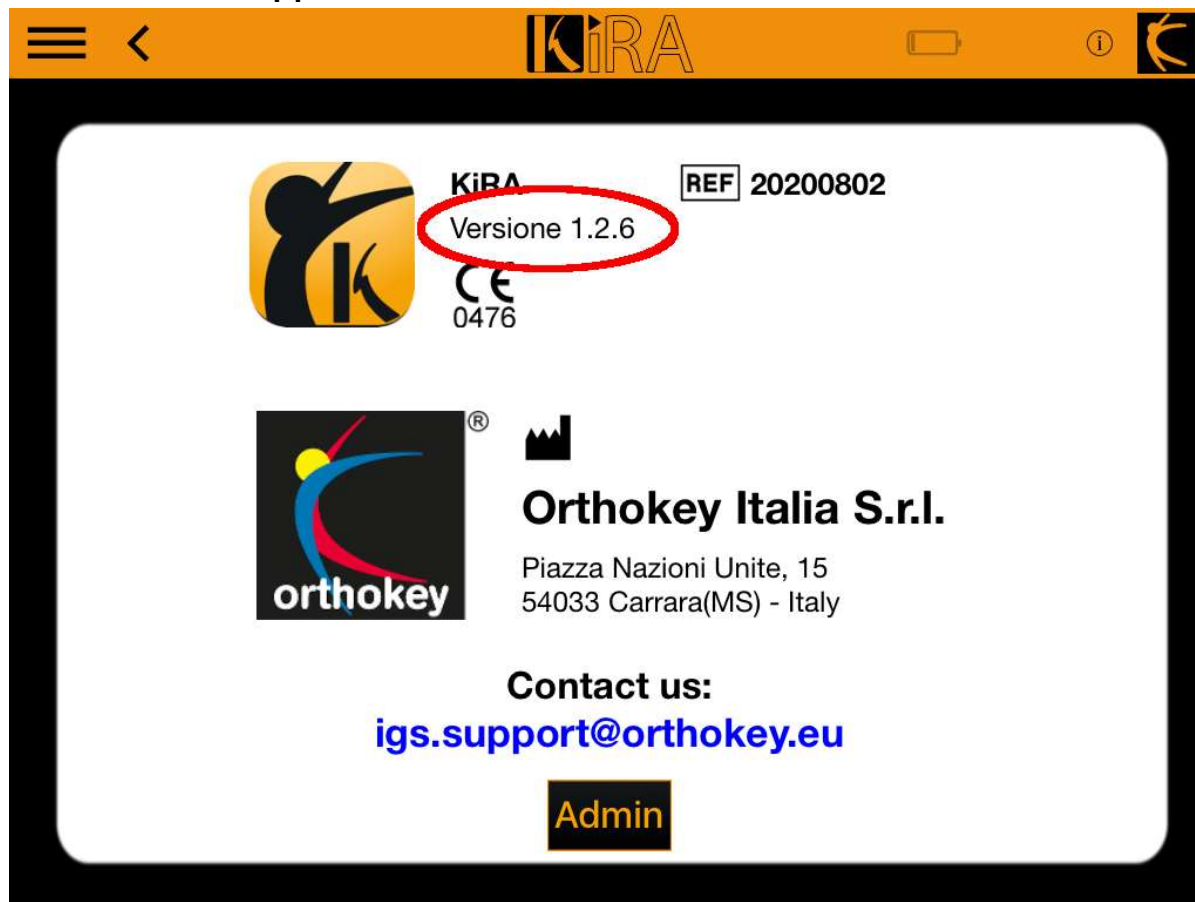 KiRA
KiRA
REF 20200802
Versione 1.2.6
CE
0476
K
®
orthokey
Orthokey Italia S.r.l.
Piazza Nazioni Unite, 15
54033 Carrara(MS) - Italy
Contact us:
igs.support@orthokey.eu
Admin